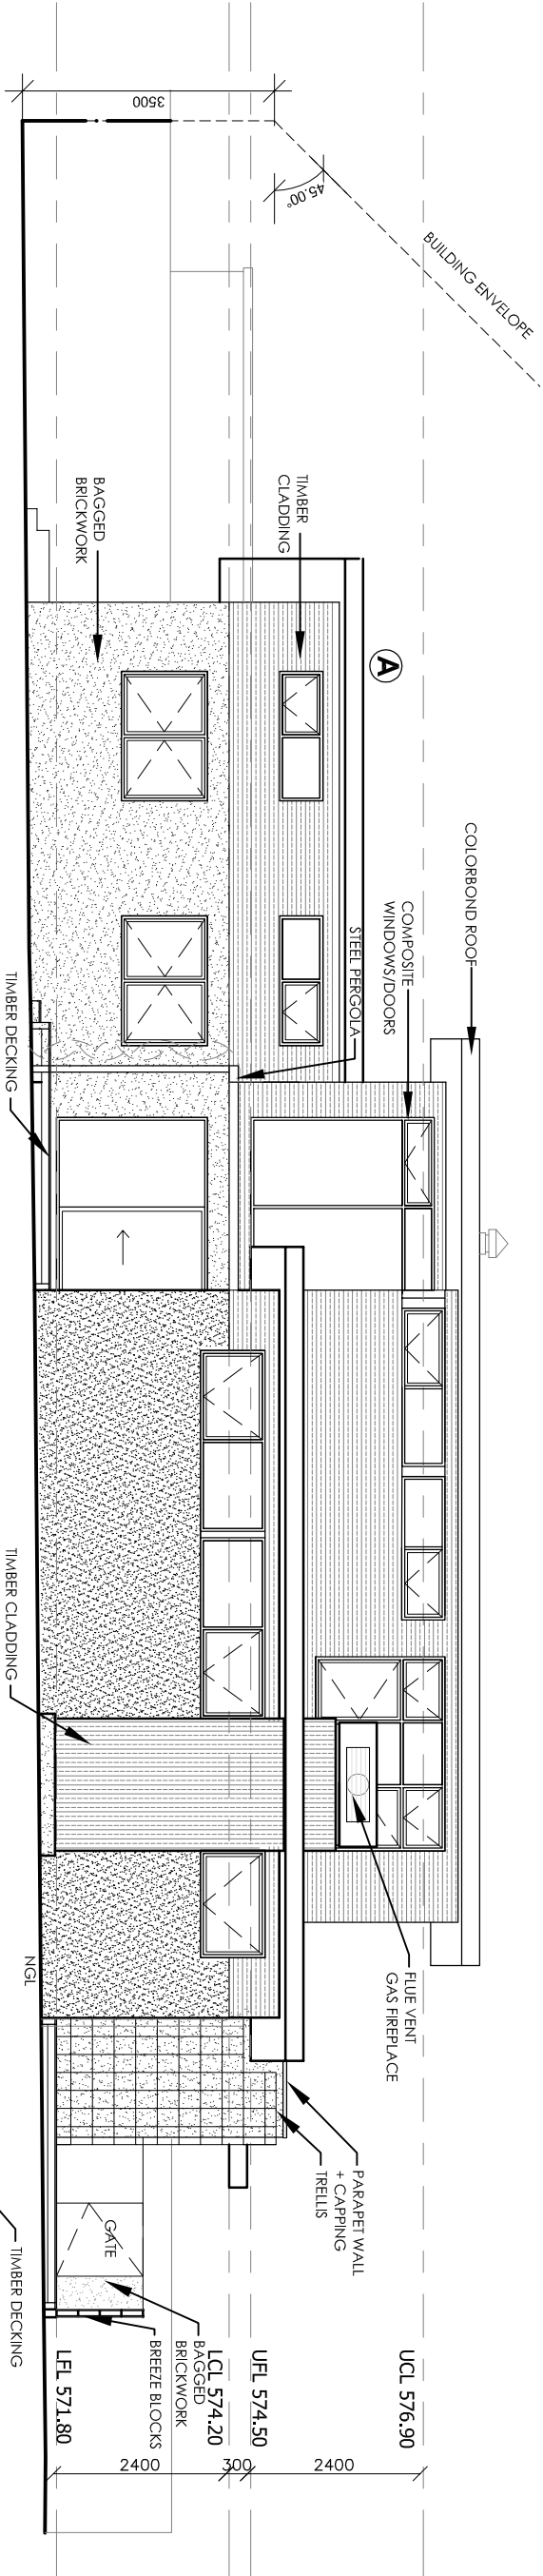 3500
45.00°
BUILDING ENVELOPE
BAGGED
BRICKWORK
TIMBER
CLADDING
A
COLORBOND ROOF
COMPOSITE
WINDOWS/DOORS
STEEL PERGOLA
TIMBER DECKING
TIMBER CLADDING
NGL
FLUE VENT
GAS FIREPLACE
PARAPET WALL
+ CAPPING
TRELLIS
GATE
BAGGED
BRICKWORK
BREEZE BLOCKS
TIMBER DECKING
UCL 576.90
UFL 574.50
LCL 574.20
LFL 571.80
2400
300
2400